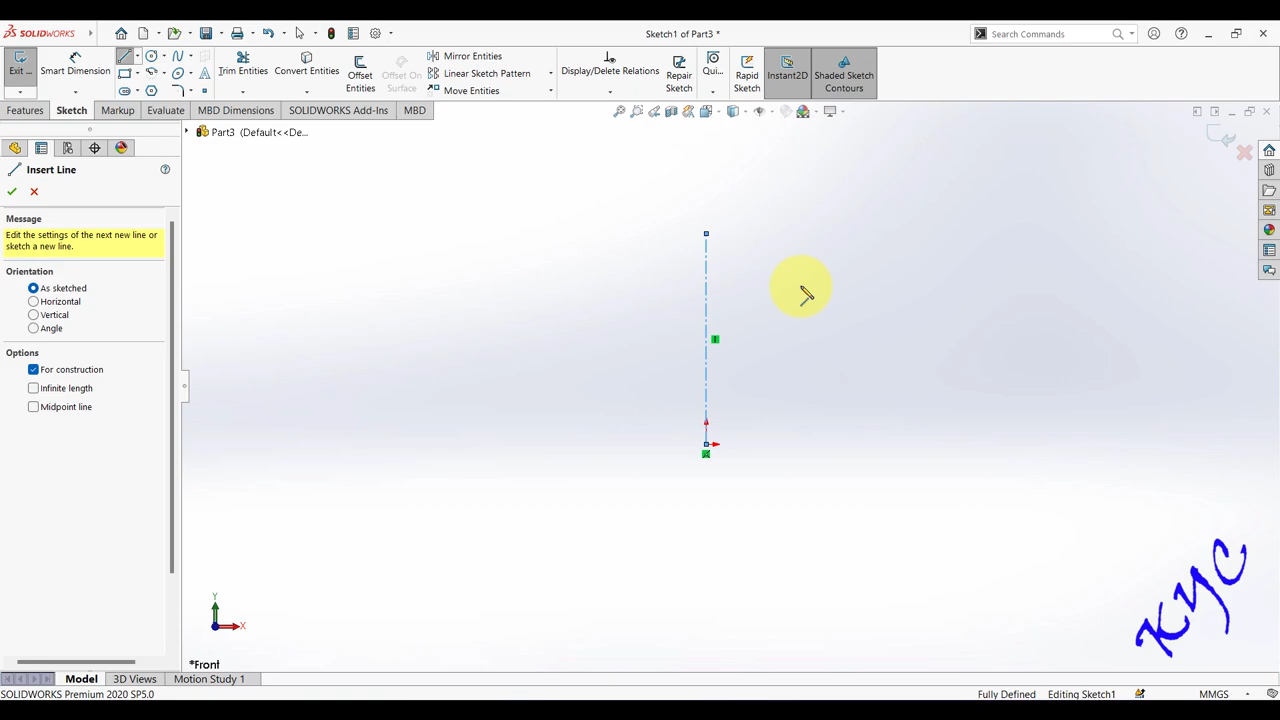 SOLIDWORKS
Sketch1 of Part3 *
Search Commands
Exit ...
Smart Dimension
Trim Entities
Convert Entities
Offset Entities
Offset On Surface
Mirror Entities
Linear Sketch Pattern
Move Entities
Display/Delete Relations
Repair Sketch
Qui...
Rapid Sketch
Instant2D
Shaded Sketch Contours
Features
Sketch
Markup
Evaluate
MBD Dimensions
SOLIDWORKS Add-Ins
MBD
Part3 (Default<<De...
Insert Line
Message
Edit the settings of the next new line or
sketch a new line.
Orientation
As sketched
Horizontal
Vertical
Angle
Options
For construction
Infinite length
Midpoint line
Y
X
*Front
KYC
Model
3D Views
Motion Study 1
SOLIDWORKS Premium 2020 SP5.0
Fully Defined
Editing Sketch1
MMGS